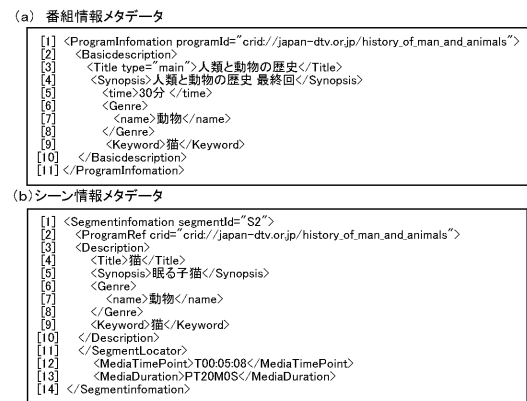 (a) 番組情報メタデータ
[1] <ProgramInfomation programId="crid://japan-dtv.or.jp/history_of_man_and_animals">
[2] <Basicdescription>
[3] <Title type="main">人類と動物の歴史</Title>
[4] <Synopsis>人類と動物の歴史 最終回</Synopsis>
[5] <time>30分 </time>
[6] <Genre>
[7] <name>動物</name>
[8] </Genre>
[9] <Keyword>猫</Keyword>
[10] </Basicdescription>
[11] </ProgramInfomation>
(b)シーン情報メタデータ
[1] <Segmentinfomation segmentId="S2">
[2] <ProgramRef crid="crid://japan-dtv.or.jp/history_of_man_and_animals">
[3] <Description>
[4] <Title>猫</Title>
[5] <Synopsis>眠る子猫</Synopsis>
[6] <Genre>
[7] <name>動物</name>
[8] </Genre>
[9] <Keyword>猫</Keyword>
[10] </Description>
[11] </SegmentLocator>
[12] <MediaTimePoint>T00:05:08</MediaTimePoint>
[13] <MediaDuration>PT20M0S</MediaDuration>
[14] </Segmentinfomation>